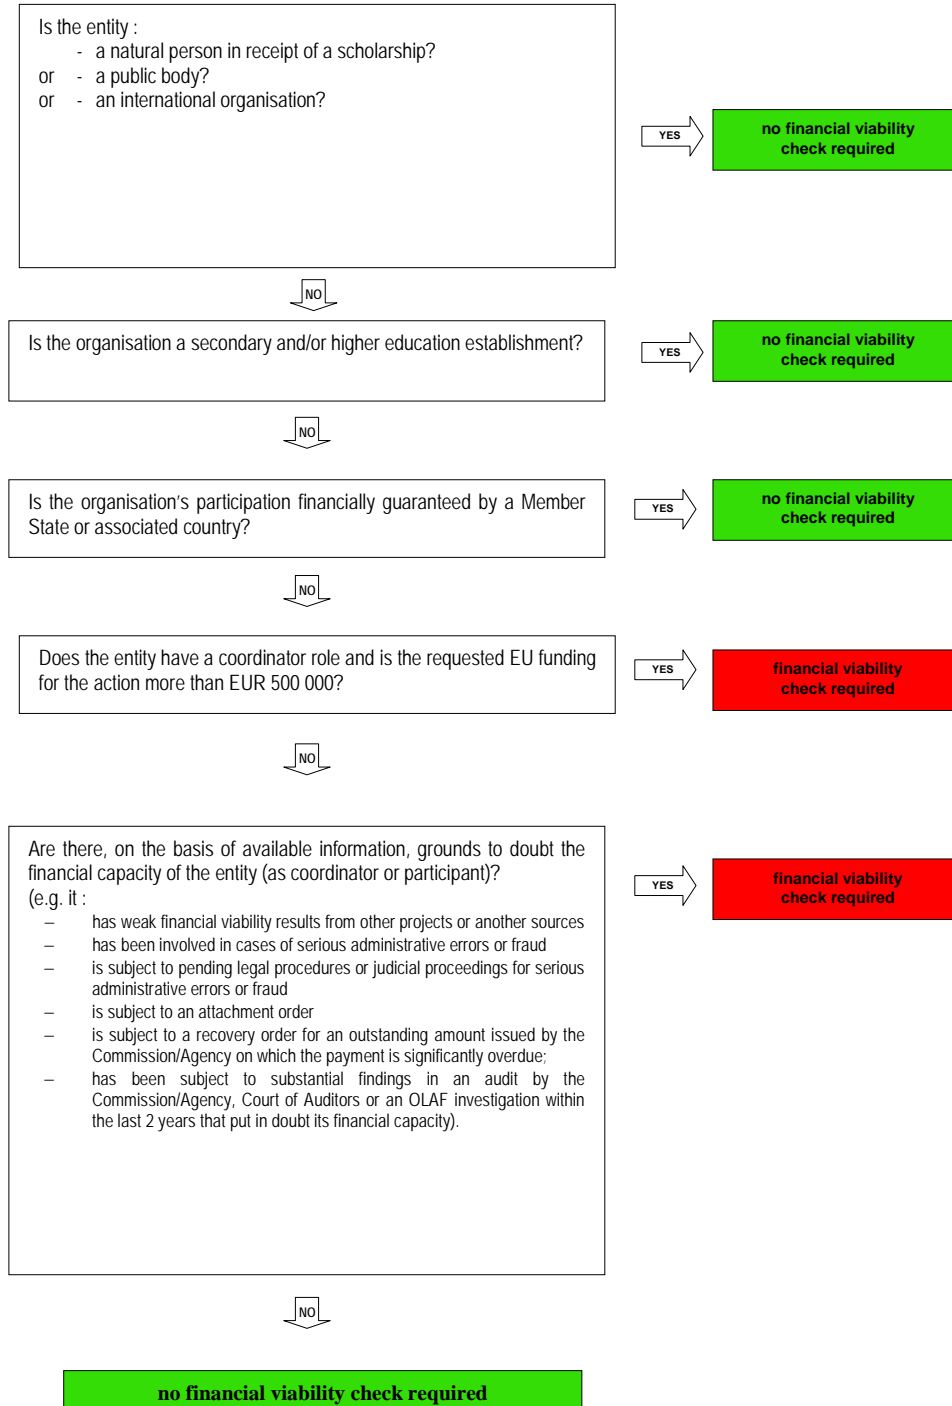 Is the entity :
- a natural person in receipt of a scholarship?
or - a public body?
or - an international organisation?
YES
no financial viability
check required
NO
Is the organisation a secondary and/or higher education establishment?
YES
no financial viability
check required
NO
Is the organisation's participation financially guaranteed by a Member
State or associated country?
YES
no financial viability
check required
NO
Does the entity have a coordinator role and is the requested EU funding
for the action more than EUR 500 000?
YES
financial viability
check required
NO
Are there, on the basis of available information, grounds to doubt the
financial capacity of the entity (as coordinator or participant)?
(e.g. it :
– has weak financial viability results from other projects or another sources
– has been involved in cases of serious administrative errors or fraud
– is subject to pending legal procedures or judicial proceedings for serious
administrative errors or fraud
– is subject to an attachment order
– is subject to a recovery order for an outstanding amount issued by the
Commission/Agency on which the payment is significantly overdue;
– has been subject to substantial findings in an audit by the
Commission/Agency, Court of Auditors or an OLAF investigation within
the last 2 years that put in doubt its financial capacity).
YES
financial viability
check required
NO
no financial viability check required